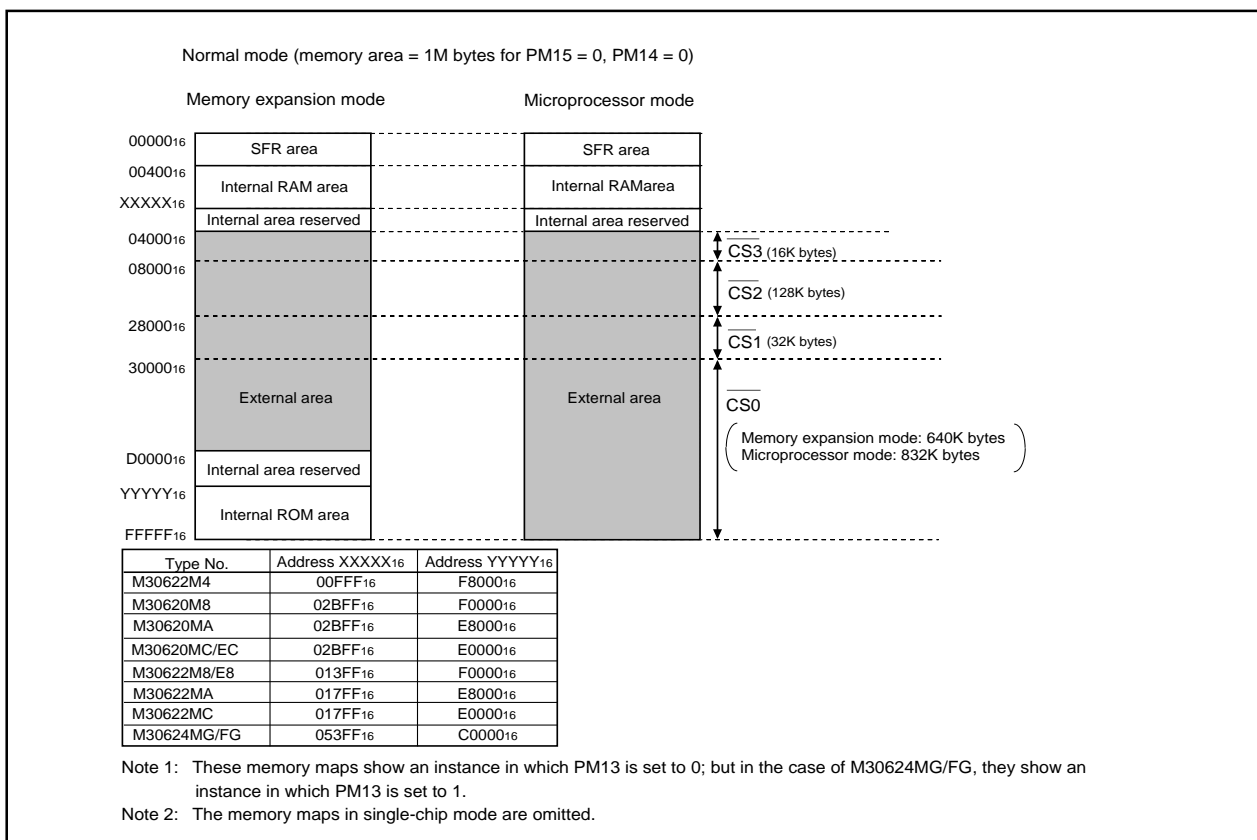 Normal mode (memory area = 1M bytes for PM15 = 0, PM14 = 0)
Memory expansion mode
Microprocessor mode
0000016
SFR area
SFR area
0040016
Internal RAM area
Internal RAMarea
XXXXX16
Internal area reserved
Internal area reserved
0400016
CS3 (16K bytes)
0800016
CS2 (128K bytes)
2800016
CS1 (32K bytes)
3000016
External area
External area
CS0
Memory expansion mode: 640K bytes
Microprocessor mode: 832K bytes
D000016
Internal area reserved
YYYYY16
Internal ROM area
FFFFF16
Type No. Address XXXXX16 Address YYYYY16
M30622M4 00FFF16 F800016
M30620M8 02BFF16 F000016
M30620MA 02BFF16 E800016
M30620MC/EC 02BFF16 E000016
M30622M8/E8 013FF16 F000016
M30622MA 017FF16 E800016
M30622MC 017FF16 E000016
M30624MG/FG 053FF16 C000016
Note 1: These memory maps show an instance in which PM13 is set to 0; but in the case of M30624MG/FG, they show an
instance in which PM13 is set to 1.
Note 2: The memory maps in single-chip mode are omitted.